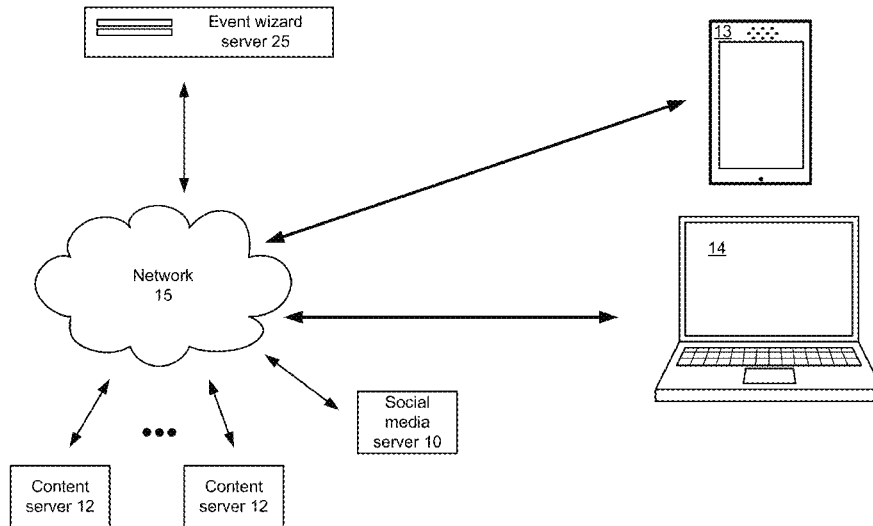 Event wizard
server 25
13
14
Network
15
Social
media
server 10
Content
server 12
Content
server 12